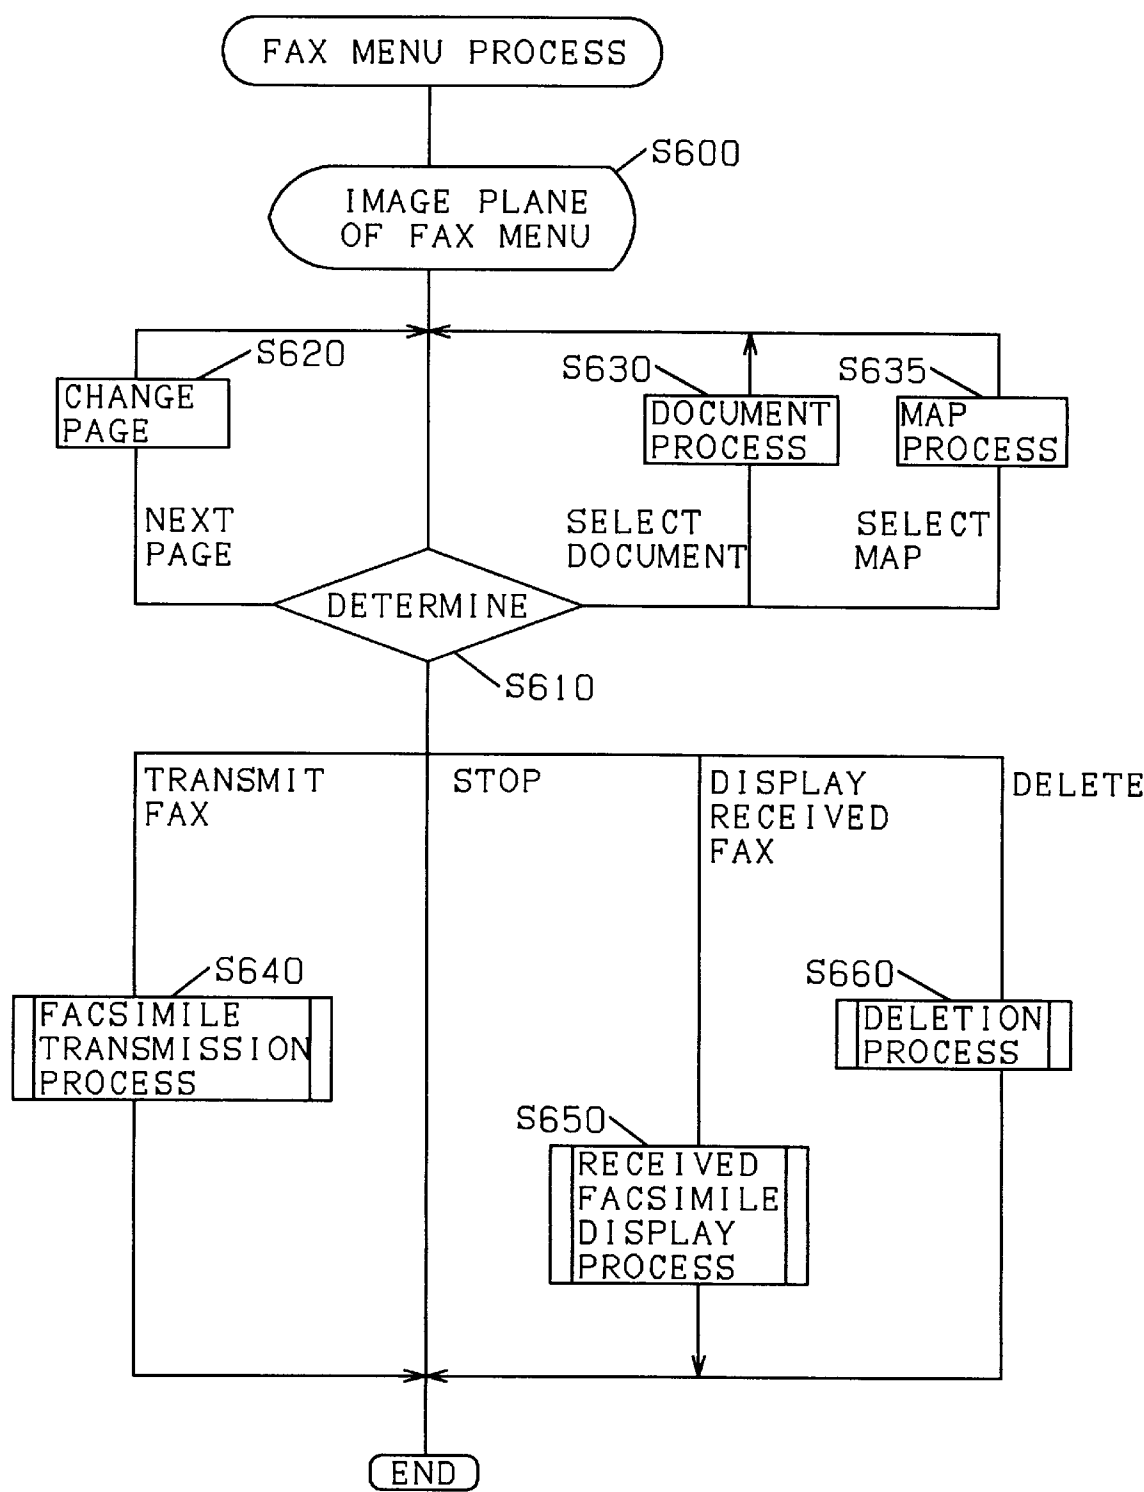 FAX MENU PROCESS
S600
IMAGE PLANE
OF FAX MENU
S620
CHANGE
PAGE
S630
DOCUMENT
PROCESS
S635
MAP
PROCESS
NEXT
PAGE
SELECT
DOCUMENT
SELECT
MAP
DETERMINE
S610
TRANSMIT
FAX
STOP
DISPLAY
RECEIVED
FAX
DELETE
S640
FACSIMILE
TRANSMISSION
PROCESS
S660
DELETION
PROCESS
S650
RECEIVED
FACSIMILE
DISPLAY
PROCESS
END